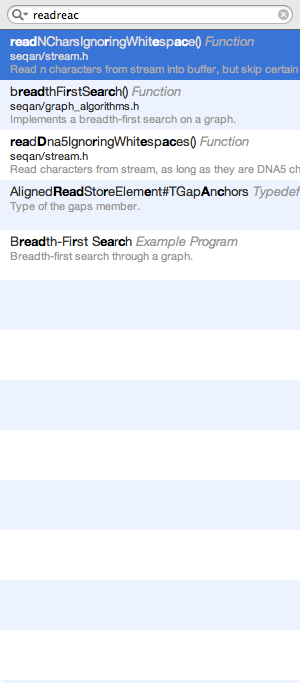 readreac
readNCharsIgnoringWhitespace() Function
seqan/stream.h
Read n characters from stream into buffer, but skip certain
breadthFirstSearch() Function
seqan/graph_algorithms.h
Implements a breadth-first search on a graph.
readDna5IgnoringWhitespaces() Function
seqan/stream.h
Read characters from stream, as long as they are DNA5 ch
AlignedReadStoreElement#TGapAnchors Typedef
Type of the gaps member.
Breadth-First Search Example Program
Breadth-first search through a graph.